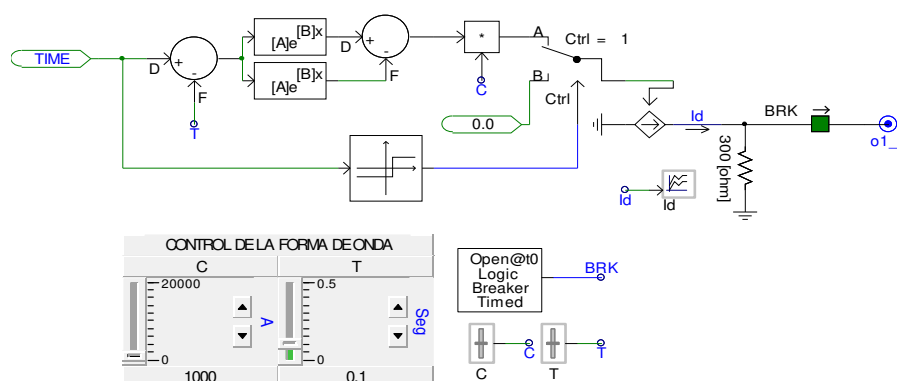 TIME
D
+
-
F
T
[A]e[B]x
[A]e[B]x
D
+
-
F
*
C
A
B
Ctrl = 1
Ctrl
0.0
Id
BRK
o1_
300 [ohm]
Id
Id
CONTROL DE LA FORMA DE ONDA
C
T
20000
0
A
0.5
0
Seg
1000
0.1
Open@t0
Logic
Breaker
Timed
BRK
C
T
C
T